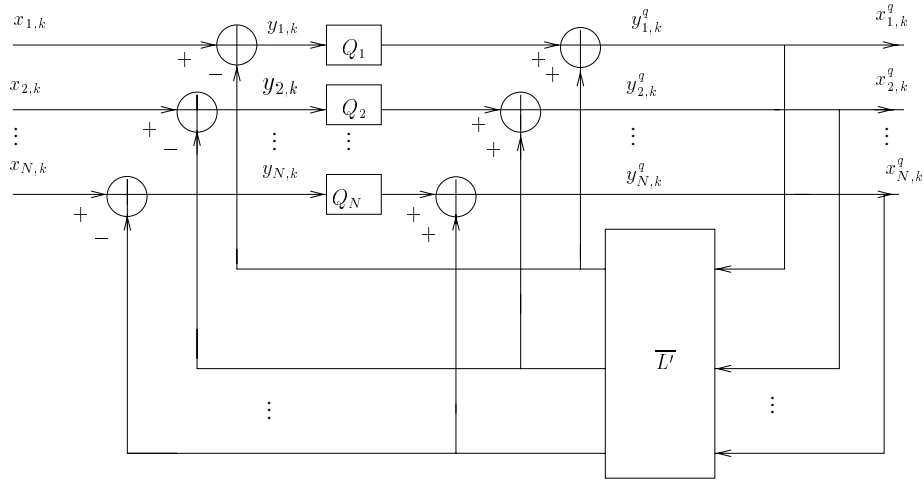 x_{1,k} + − y_{1,k} Q_1 + + y^q_{1,k} x^q_{1,k}
x_{2,k} + − y_{2,k} Q_2 + + y^q_{2,k} x^q_{2,k}
⋮ ⋮ ⋮ ⋮ ⋮
x_{N,k} + − y_{N,k} Q_N + + y^q_{N,k} x^q_{N,k}
\overline{L'}
⋮ ⋮